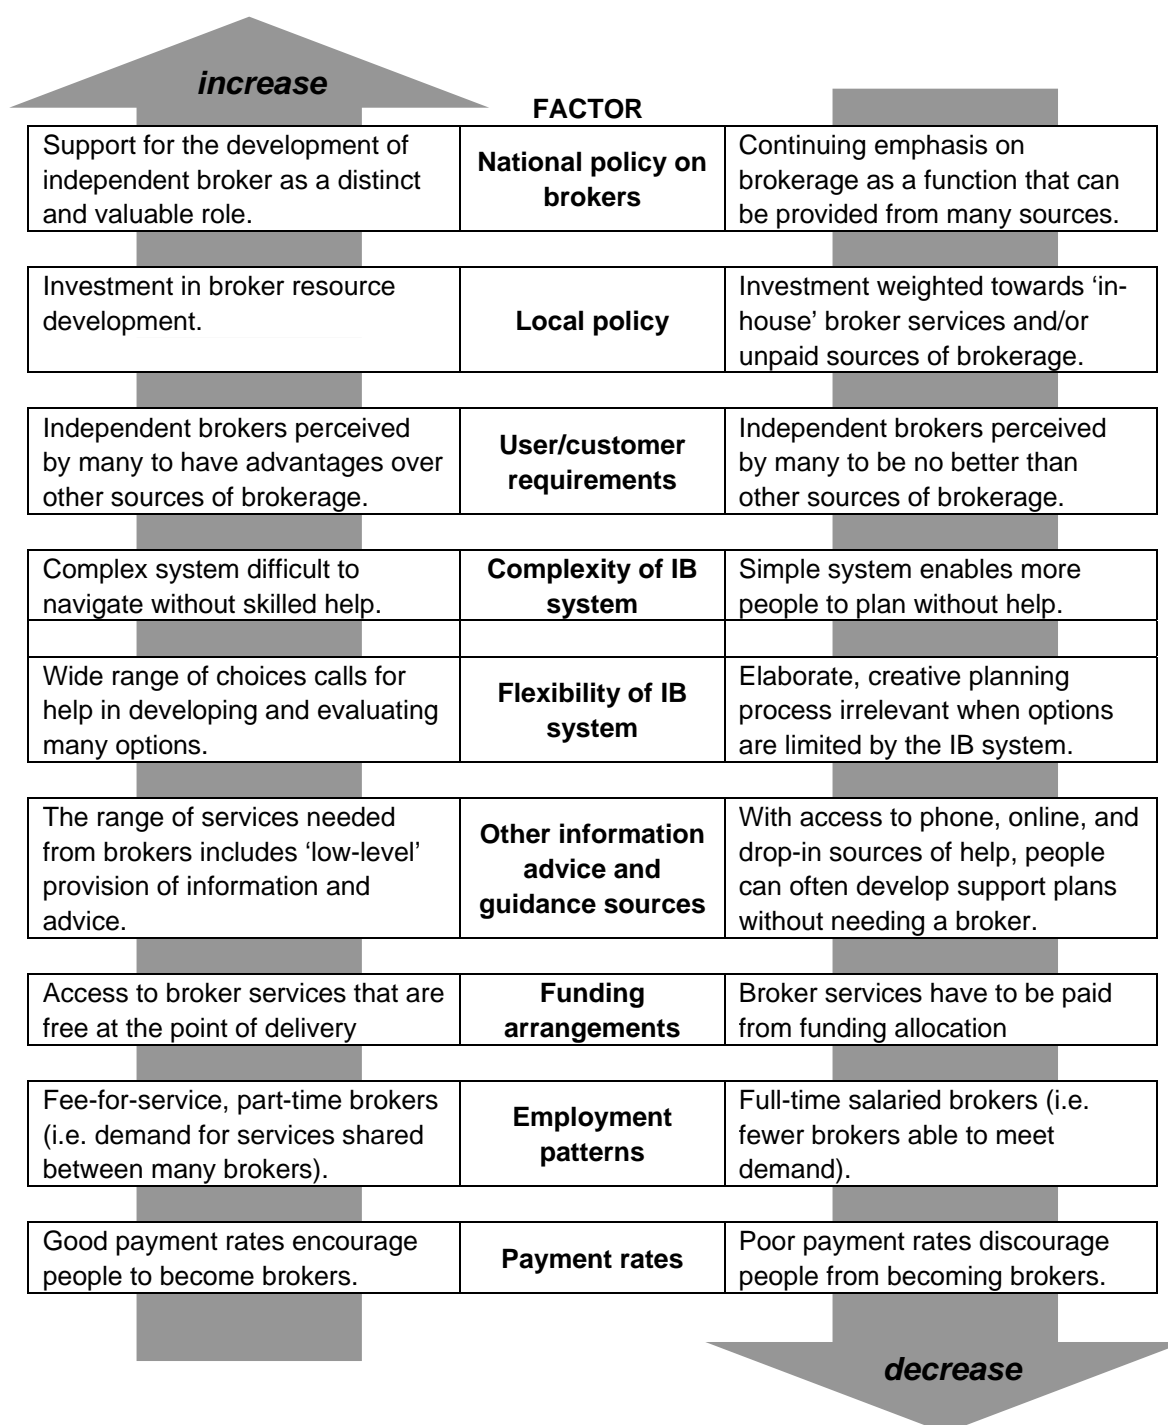 increase
FACTOR
Support for the development of
independent broker as a distinct
and valuable role.
National policy on
brokers
Continuing emphasis on
brokerage as a function that can
be provided from many sources.
Investment in broker resource
development.
Local policy
Investment weighted towards ‘in-
house’ broker services and/or
unpaid sources of brokerage.
Independent brokers perceived
by many to have advantages over
other sources of brokerage.
User/customer
requirements
Independent brokers perceived
by many to be no better than
other sources of brokerage.
Complex system difficult to
navigate without skilled help.
Complexity of IB
system
Simple system enables more
people to plan without help.
Wide range of choices calls for
help in developing and evaluating
many options.
Flexibility of IB
system
Elaborate, creative planning
process irrelevant when options
are limited by the IB system.
The range of services needed
from brokers includes ‘low-level’
provision of information and
advice.
Other information
advice and
guidance sources
With access to phone, online, and
drop-in sources of help, people
can often develop support plans
without needing a broker.
Access to broker services that are
free at the point of delivery
Funding
arrangements
Broker services have to be paid
from funding allocation
Fee-for-service, part-time brokers
(i.e. demand for services shared
between many brokers).
Employment
patterns
Full-time salaried brokers (i.e.
fewer brokers able to meet
demand).
Good payment rates encourage
people to become brokers.
Payment rates
Poor payment rates discourage
people from becoming brokers.
decrease